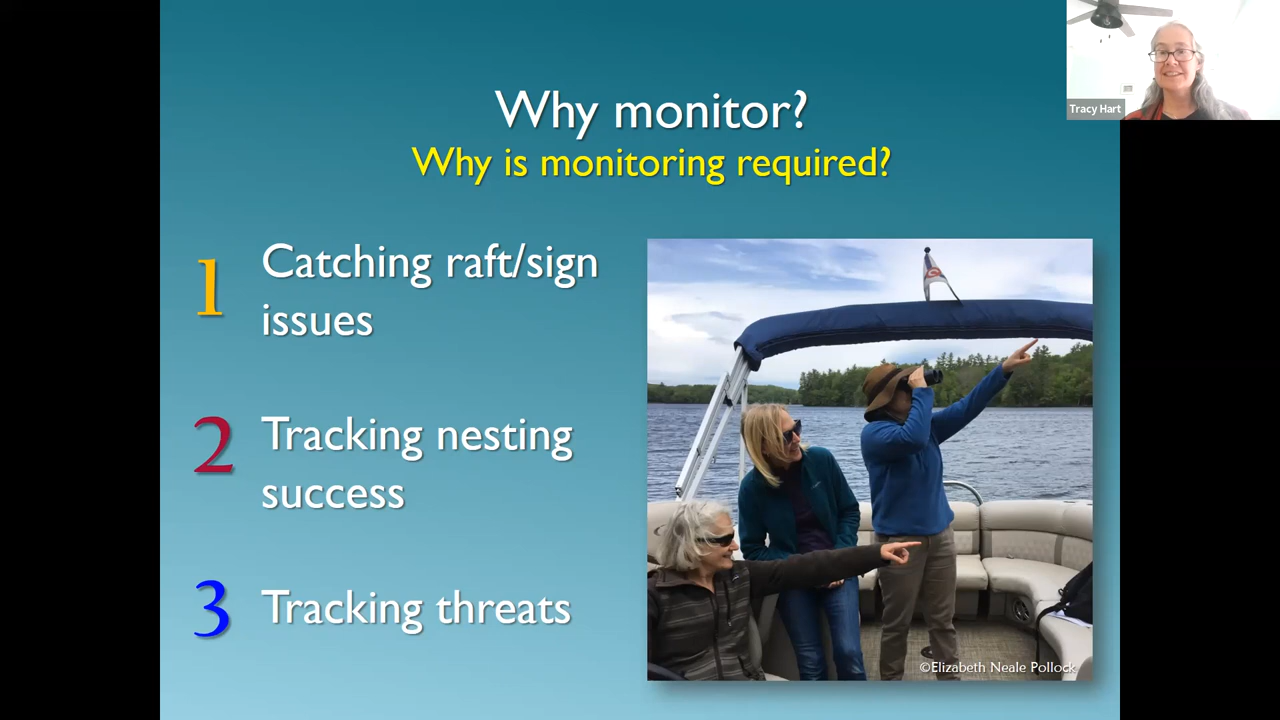 Tracy Hart
Why monitor?
Why is monitoring required?
1
Catching raft/sign
issues
2
Tracking nesting
success
3
Tracking threats
©Elizabeth Neale Pollock